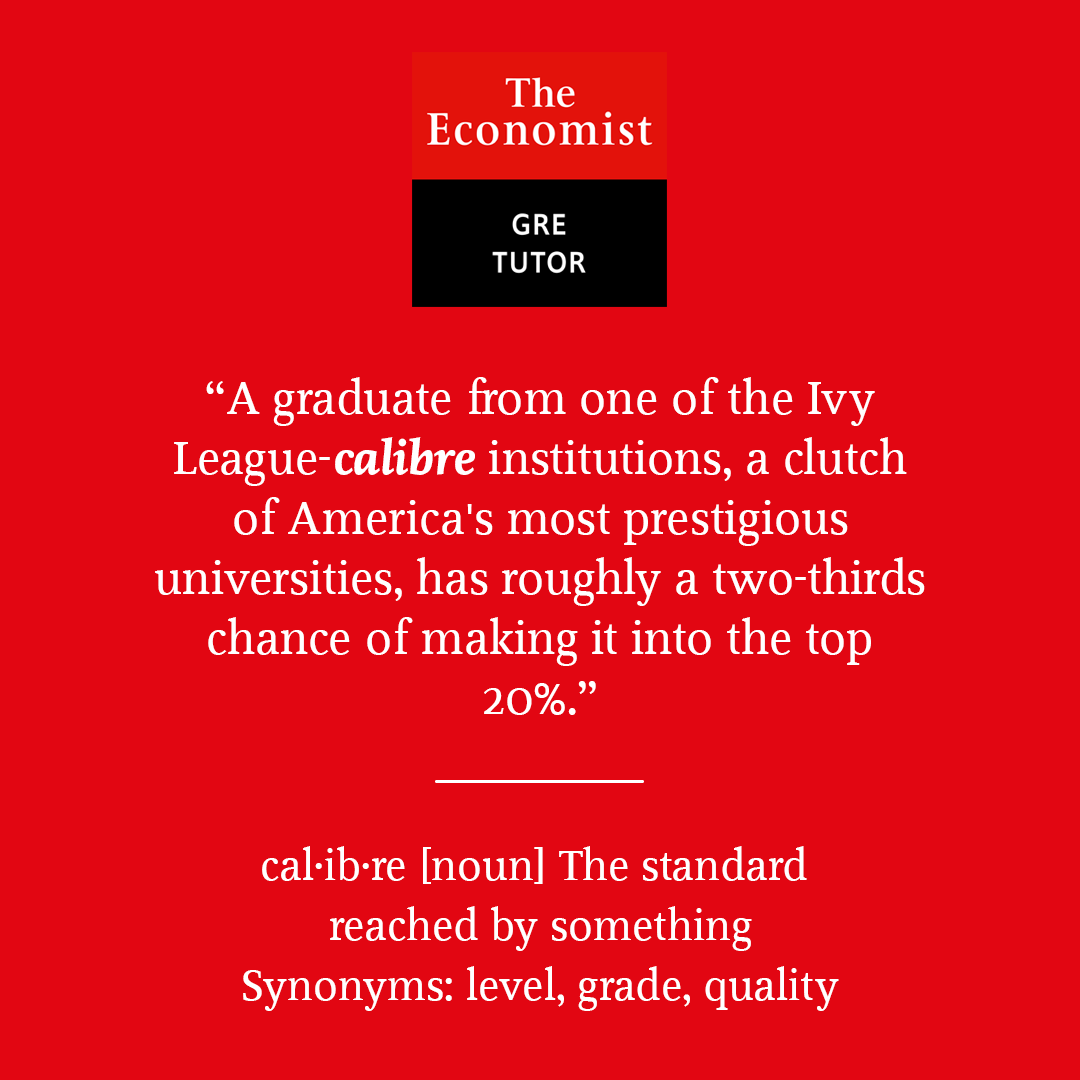 The
Economist
GRE
TUTOR
“A graduate from one of the Ivy
League-calibre institutions, a clutch
of America's most prestigious
universities, has roughly a two-thirds
chance of making it into the top
20%.”
cal·ib·re [noun] The standard
reached by something
Synonyms: level, grade, quality